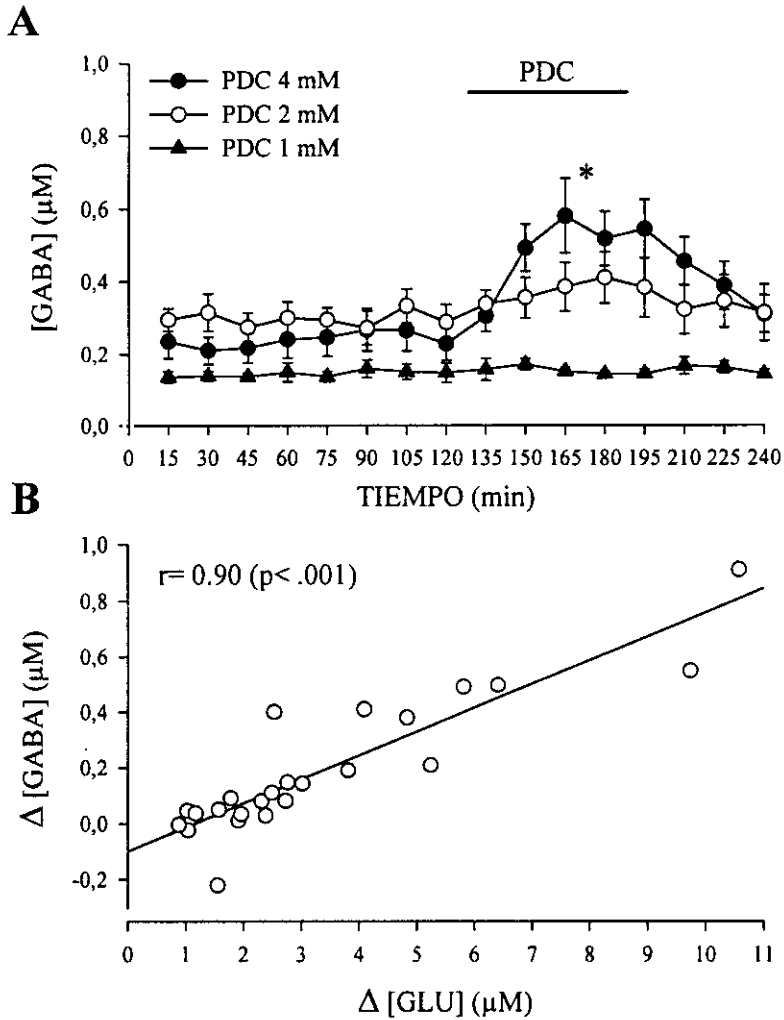 A
PDC 4 mM
PDC 2 mM
PDC 1 mM
PDC
*
[GABA] (µM)
1,0
0,8
0,6
0,4
0,2
0,0
0 15 30 45 60 75 90 105 120 135 150 165 180 195 210 225 240
TIEMPO (min)
B
r= 0.90 (p< .001)
Δ [GABA] (µM)
1,0
0,8
0,6
0,4
0,2
0,0
-0,2
0 1 2 3 4 5 6 7 8 9 10 11
Δ [GLU] (µM)